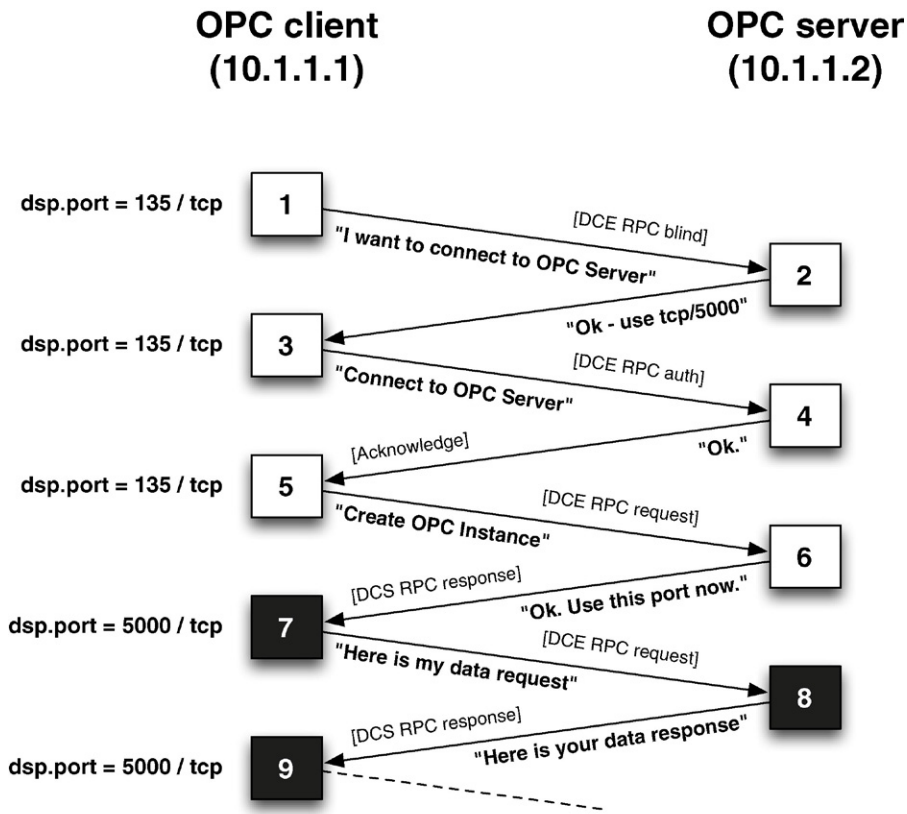 OPC client
(10.1.1.1)
OPC server
(10.1.1.2)
dsp.port = 135 / tcp
1
[DCE RPC blind]
"I want to connect to OPC Server"
2
"Ok - use tcp/5000"
dsp.port = 135 / tcp
3
[DCE RPC auth]
"Connect to OPC Server"
4
[Acknowledge]
"Ok."
dsp.port = 135 / tcp
5
[DCE RPC request]
"Create OPC Instance"
6
[DCS RPC response]
"Ok. Use this port now."
dsp.port = 5000 / tcp
7
[DCE RPC request]
"Here is my data request"
8
[DCS RPC response]
"Here is your data response"
dsp.port = 5000 / tcp
9